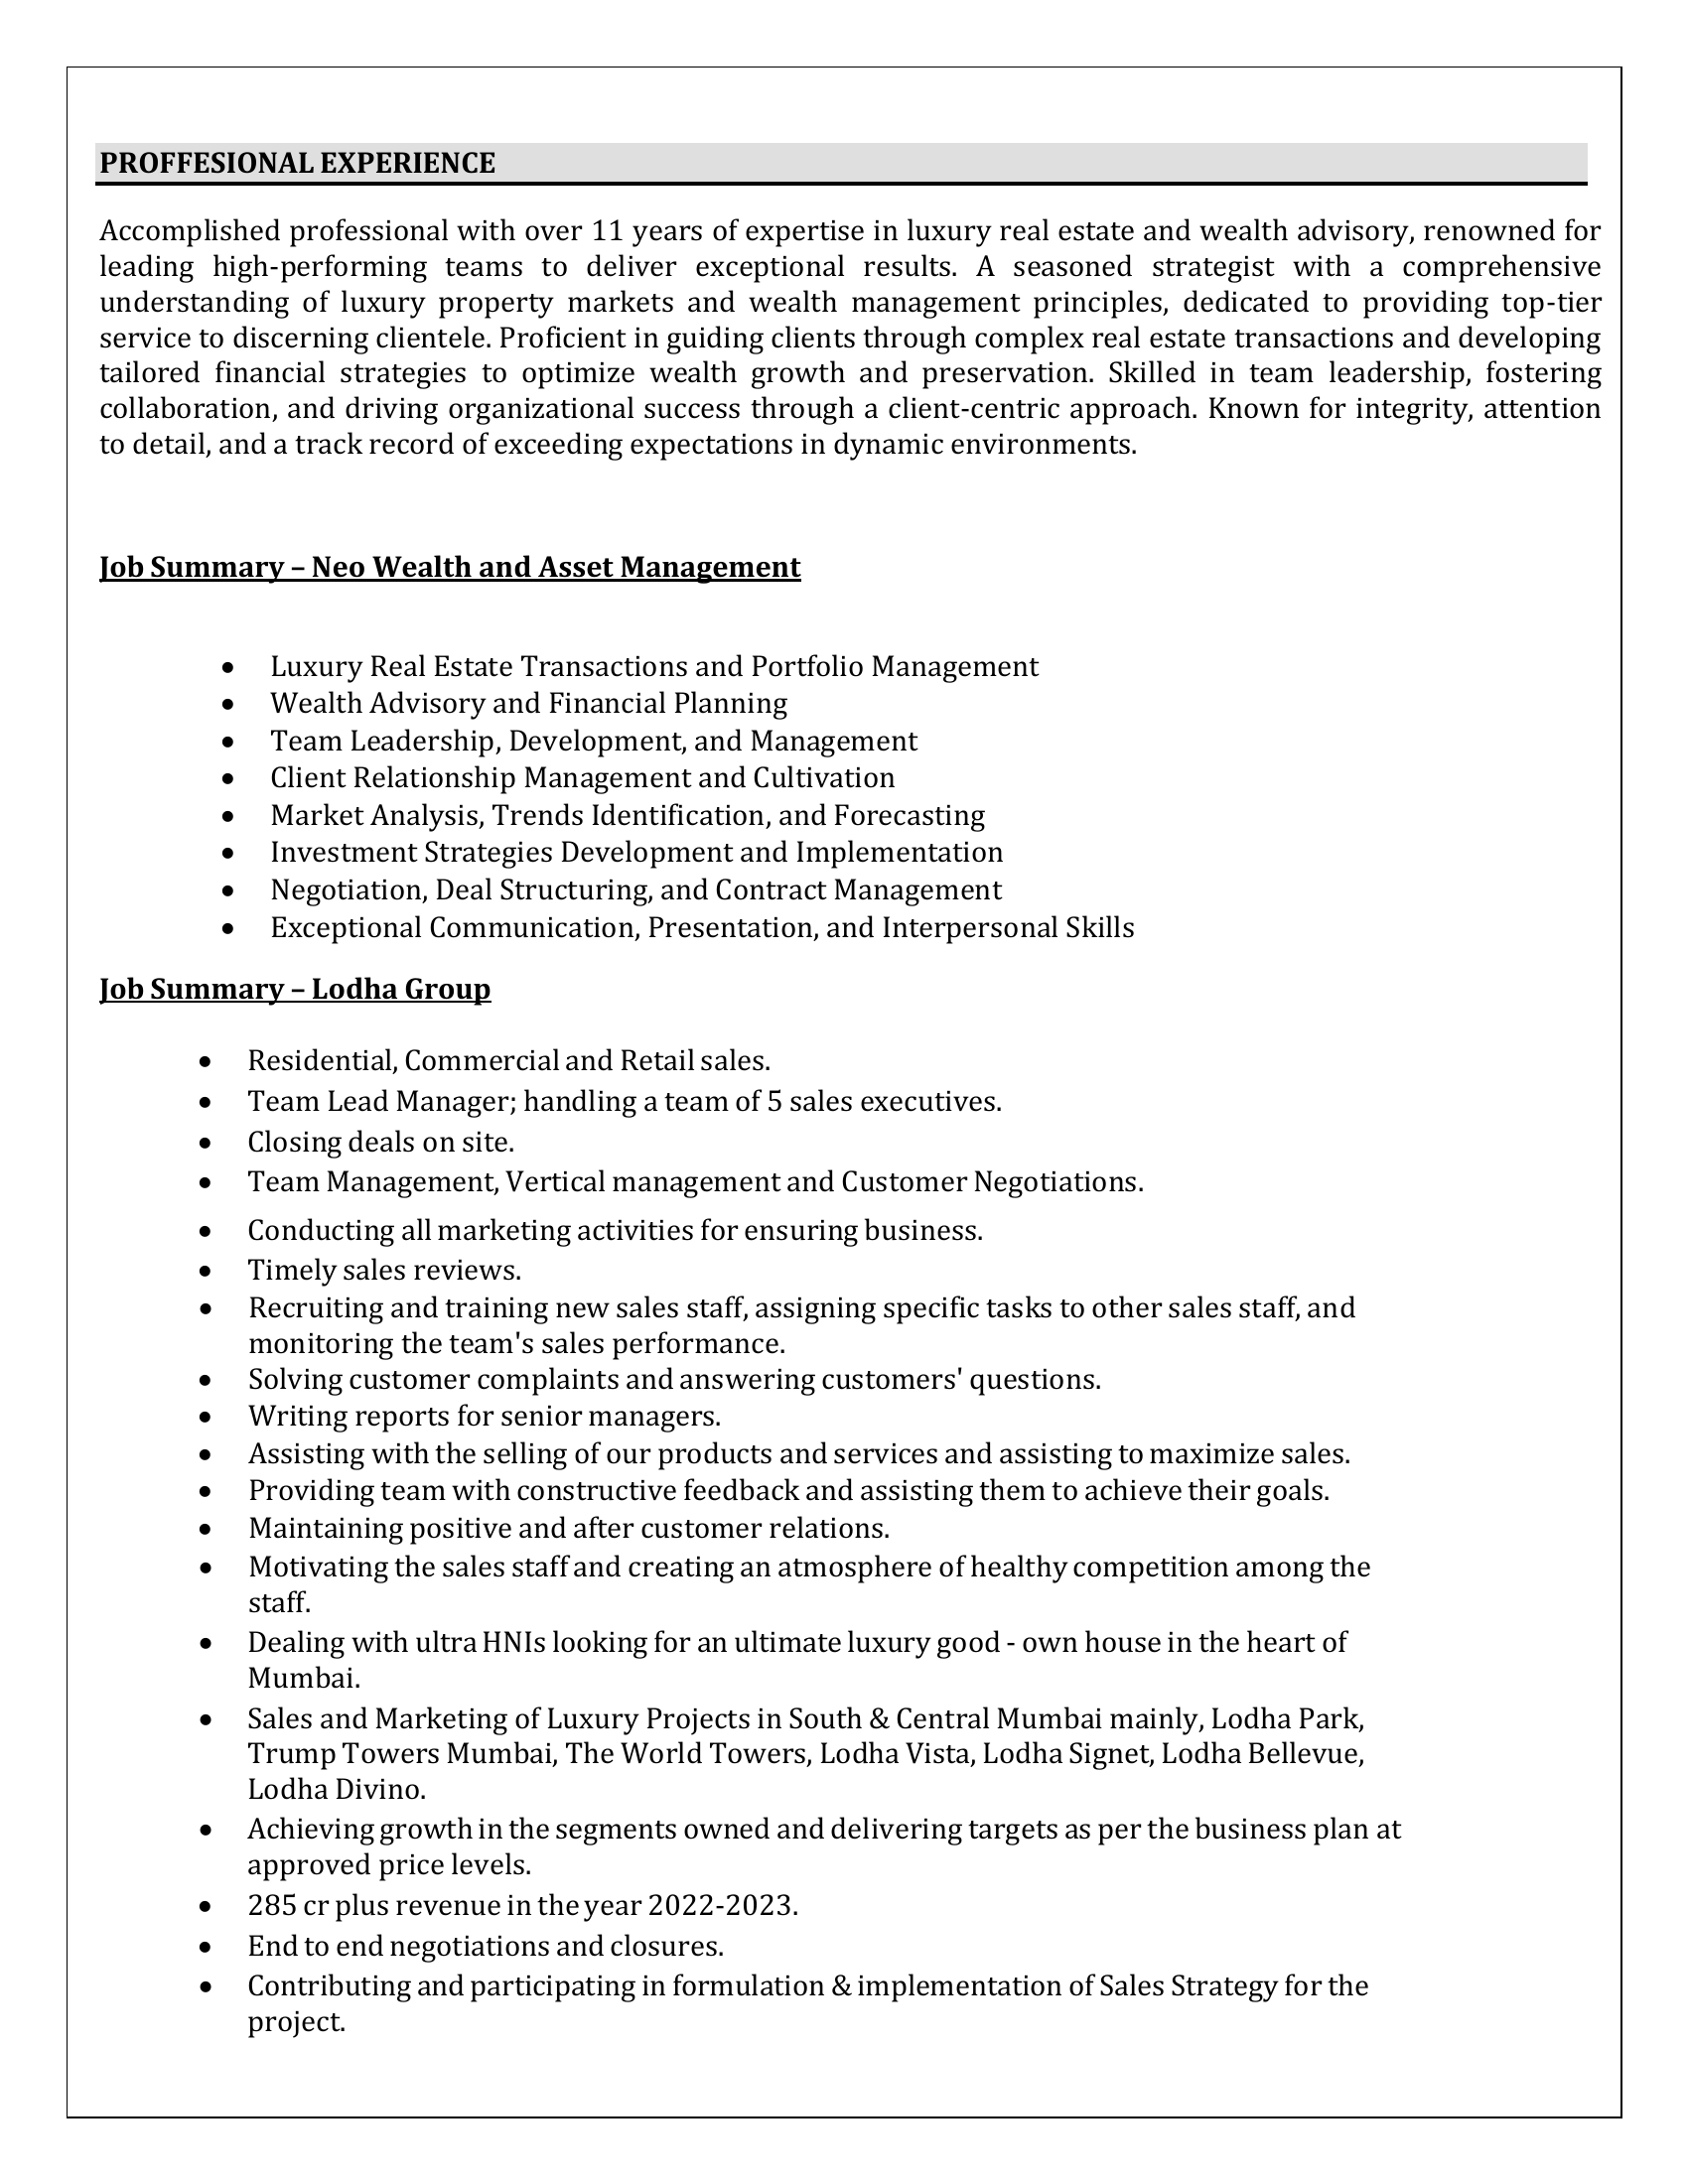 PROFFESIONAL EXPERIENCE
Accomplished professional with over 11 years of expertise in luxury real estate and wealth advisory, renowned for
leading high-performing teams to deliver exceptional results. A seasoned strategist with a comprehensive
understanding of luxury property markets and wealth management principles, dedicated to providing top-tier
service to discerning clientele. Proficient in guiding clients through complex real estate transactions and developing
tailored financial strategies to optimize wealth growth and preservation. Skilled in team leadership, fostering
collaboration, and driving organizational success through a client-centric approach. Known for integrity, attention
to detail, and a track record of exceeding expectations in dynamic environments.
Job Summary – Neo Wealth and Asset Management
• Luxury Real Estate Transactions and Portfolio Management
• Wealth Advisory and Financial Planning
• Team Leadership, Development, and Management
• Client Relationship Management and Cultivation
• Market Analysis, Trends Identification, and Forecasting
• Investment Strategies Development and Implementation
• Negotiation, Deal Structuring, and Contract Management
• Exceptional Communication, Presentation, and Interpersonal Skills
Job Summary – Lodha Group
• Residential, Commercial and Retail sales.
• Team Lead Manager; handling a team of 5 sales executives.
• Closing deals on site.
• Team Management, Vertical management and Customer Negotiations.
• Conducting all marketing activities for ensuring business.
• Timely sales reviews.
• Recruiting and training new sales staff, assigning specific tasks to other sales staff, and
monitoring the team's sales performance.
• Solving customer complaints and answering customers' questions.
• Writing reports for senior managers.
• Assisting with the selling of our products and services and assisting to maximize sales.
• Providing team with constructive feedback and assisting them to achieve their goals.
• Maintaining positive and after customer relations.
• Motivating the sales staff and creating an atmosphere of healthy competition among the
staff.
• Dealing with ultra HNIs looking for an ultimate luxury good - own house in the heart of
Mumbai.
• Sales and Marketing of Luxury Projects in South & Central Mumbai mainly, Lodha Park,
Trump Towers Mumbai, The World Towers, Lodha Vista, Lodha Signet, Lodha Bellevue,
Lodha Divino.
• Achieving growth in the segments owned and delivering targets as per the business plan at
approved price levels.
• 285 cr plus revenue in the year 2022-2023.
• End to end negotiations and closures.
• Contributing and participating in formulation & implementation of Sales Strategy for the
project.